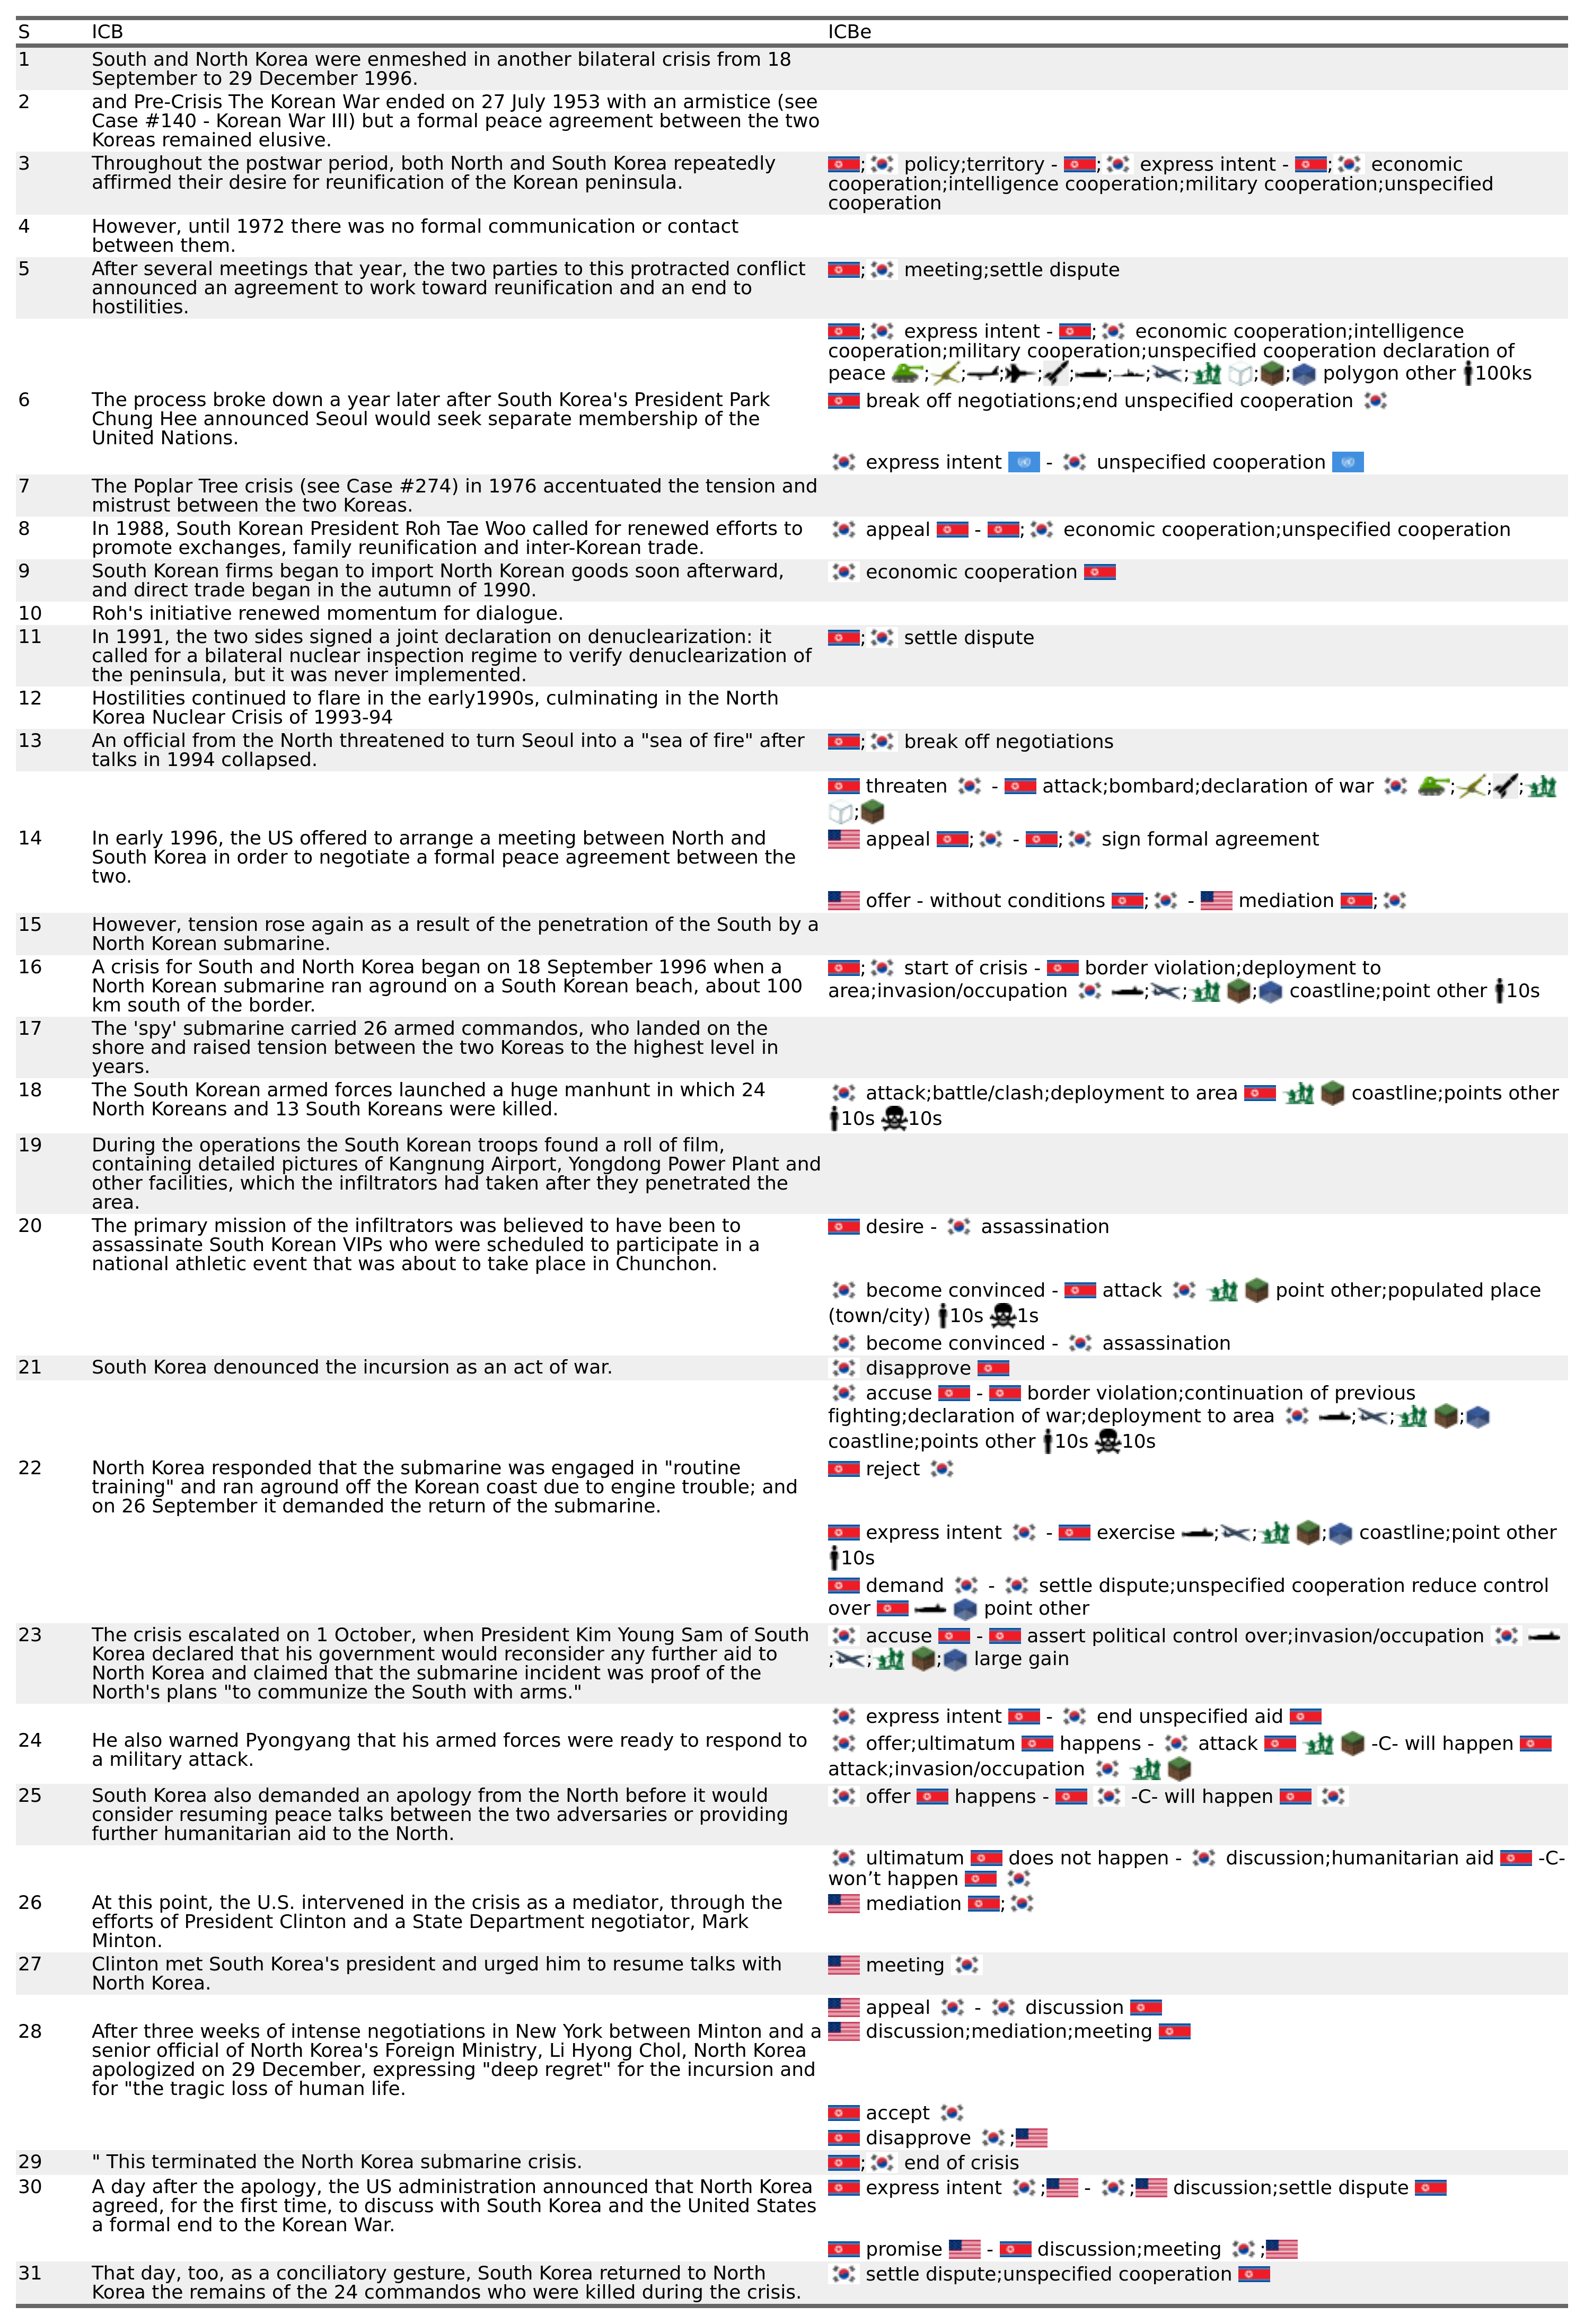 S ICB ICBe
1 South and North Korea were enmeshed in another bilateral crisis from 18
September to 29 December 1996.
2 and Pre-Crisis The Korean War ended on 27 July 1953 with an armistice (see
Case #140 - Korean War III) but a formal peace agreement between the two
Koreas remained elusive.
3 Throughout the postwar period, both North and South Korea repeatedly
affirmed their desire for reunification of the Korean peninsula.
; policy;territory - ; express intent - ; economic
cooperation;intelligence cooperation;military cooperation;unspecified
cooperation
4 However, until 1972 there was no formal communication or contact
between them.
5 After several meetings that year, the two parties to this protracted conflict
announced an agreement to work toward reunification and an end to
hostilities.
; meeting;settle dispute
; express intent - ; economic cooperation;intelligence
cooperation;military cooperation;unspecified cooperation declaration of
peace ; ; ; ; ; ; ; ; ; ; polygon other 100ks
6 The process broke down a year later after South Korea's President Park
Chung Hee announced Seoul would seek separate membership of the
United Nations.
break off negotiations;end unspecified cooperation
express intent - unspecified cooperation
7 The Poplar Tree crisis (see Case #274) in 1976 accentuated the tension and
mistrust between the two Koreas.
8 In 1988, South Korean President Roh Tae Woo called for renewed efforts to
promote exchanges, family reunification and inter-Korean trade.
appeal - ; economic cooperation;unspecified cooperation
9 South Korean firms began to import North Korean goods soon afterward,
and direct trade began in the autumn of 1990.
economic cooperation
10 Roh's initiative renewed momentum for dialogue.
11 In 1991, the two sides signed a joint declaration on denuclearization: it
called for a bilateral nuclear inspection regime to verify denuclearization of
the peninsula, but it was never implemented.
; settle dispute
12 Hostilities continued to flare in the early1990s, culminating in the North
Korea Nuclear Crisis of 1993-94
13 An official from the North threatened to turn Seoul into a "sea of fire" after
talks in 1994 collapsed.
; break off negotiations
threaten - attack;bombard;declaration of war ; ; ;
;
14 In early 1996, the US offered to arrange a meeting between North and
South Korea in order to negotiate a formal peace agreement between the
two.
appeal ; - ; sign formal agreement
offer - without conditions ; - mediation ;
15 However, tension rose again as a result of the penetration of the South by a
North Korean submarine.
16 A crisis for South and North Korea began on 18 September 1996 when a
North Korean submarine ran aground on a South Korean beach, about 100
km south of the border.
; start of crisis - border violation;deployment to
area;invasion/occupation ; ; ; coastline;point other 10s
17 The 'spy' submarine carried 26 armed commandos, who landed on the
shore and raised tension between the two Koreas to the highest level in
years.
18 The South Korean armed forces launched a huge manhunt in which 24
North Koreans and 13 South Koreans were killed.
attack;battle/clash;deployment to area coastline;points other
10s 10s
19 During the operations the South Korean troops found a roll of film,
containing detailed pictures of Kangnung Airport, Yongdong Power Plant and
other facilities, which the infiltrators had taken after they penetrated the
area.
20 The primary mission of the infiltrators was believed to have been to
assassinate South Korean VIPs who were scheduled to participate in a
national athletic event that was about to take place in Chunchon.
desire - assassination
become convinced - attack point other;populated place
(town/city) 10s 1s
become convinced - assassination
21 South Korea denounced the incursion as an act of war.
disapprove
accuse - border violation;continuation of previous
fighting;declaration of war;deployment to area ; ; ;
coastline;points other 10s 10s
22 North Korea responded that the submarine was engaged in "routine
training" and ran aground off the Korean coast due to engine trouble; and
on 26 September it demanded the return of the submarine.
reject
express intent - exercise ; ; ; coastline;point other
10s
demand - settle dispute;unspecified cooperation reduce control
over point other
23 The crisis escalated on 1 October, when President Kim Young Sam of South
Korea declared that his government would reconsider any further aid to
North Korea and claimed that the submarine incident was proof of the
North's plans "to communize the South with arms."
accuse - assert political control over;invasion/occupation
; ; ; large gain
express intent - end unspecified aid
24 He also warned Pyongyang that his armed forces were ready to respond to
a military attack.
offer;ultimatum happens - attack -C- will happen
attack;invasion/occupation
25 South Korea also demanded an apology from the North before it would
consider resuming peace talks between the two adversaries or providing
further humanitarian aid to the North.
offer happens - -C- will happen
ultimatum does not happen - discussion;humanitarian aid -C-
won’t happen
26 At this point, the U.S. intervened in the crisis as a mediator, through the
efforts of President Clinton and a State Department negotiator, Mark
Minton.
mediation ;
27 Clinton met South Korea's president and urged him to resume talks with
North Korea.
meeting
appeal - discussion
28 After three weeks of intense negotiations in New York between Minton and a
senior official of North Korea's Foreign Ministry, Li Hyong Chol, North Korea
apologized on 29 December, expressing "deep regret" for the incursion and
for "the tragic loss of human life.
discussion;mediation;meeting
accept
disapprove ;
29 " This terminated the North Korea submarine crisis.
; end of crisis
30 A day after the apology, the US administration announced that North Korea
agreed, for the first time, to discuss with South Korea and the United States
a formal end to the Korean War.
express intent ; - ; discussion;settle dispute
promise - discussion;meeting ;
31 That day, too, as a conciliatory gesture, South Korea returned to North
Korea the remains of the 24 commandos who were killed during the crisis.
settle dispute;unspecified cooperation